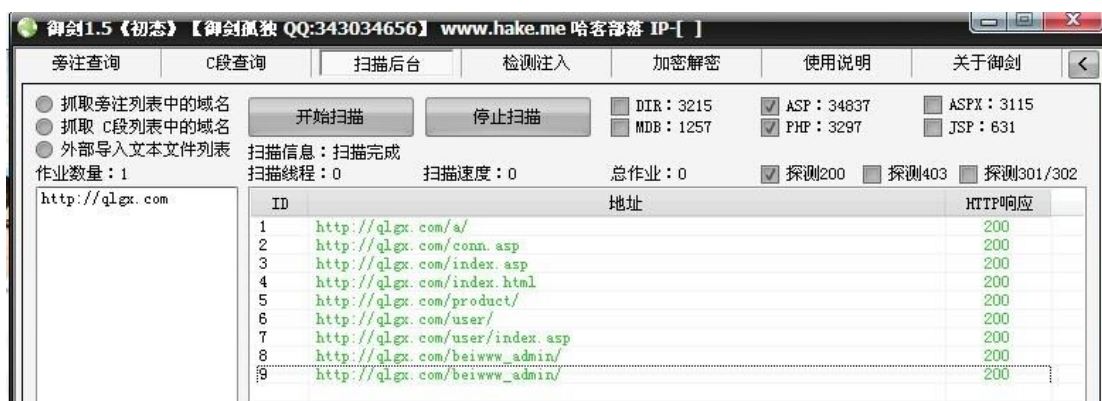 御剑1.5《初态》【御剑孤独 QQ:343034656】 www.hake.me 哈客部落 IP-[ ]
旁注查询 C段查询 扫描后台 检测注入 加密解密 使用说明 关于御剑 <
抓取旁注列表中的域名
抓取 C段列表中的域名
外部导入文本文件列表
作业数量：1
开始扫描 停止扫描
DIR：3215 ASP：34837 ASPX：3115
MDB：1257 PHP：3297 JSP：631
扫描信息：扫描完成
扫描线程：0 扫描速度：0 总作业：0 探测200 探测403 探测301/302
http://qlgx.com
ID 地址 HTTP响应
1 http://qlgx.com/a/ 200
2 http://qlgx.com/conn.asp 200
3 http://qlgx.com/index.asp 200
4 http://qlgx.com/index.html 200
5 http://qlgx.com/product/ 200
6 http://qlgx.com/user/ 200
7 http://qlgx.com/user/index.asp 200
8 http://qlgx.com/beiwww_admin/ 200
9 http://qlgx.com/beiwww_admin/ 200